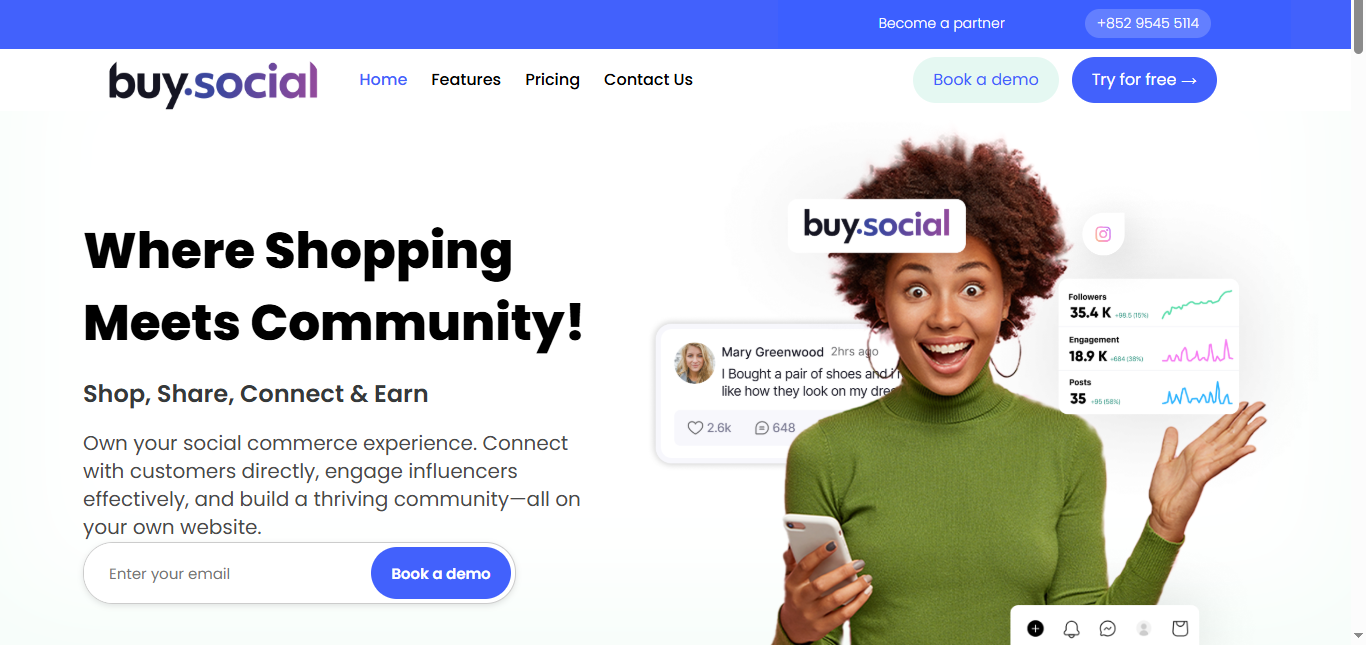 Become a partner
+852 9545 5114
buy.social
Home
Features
Pricing
Contact Us
Book a demo
Try for free →
Where Shopping
Meets Community!
Shop, Share, Connect & Earn
Own your social commerce experience. Connect
with customers directly, engage influencers
effectively, and build a thriving community—all on
your own website.
Enter your email
Book a demo
buy.social
Mary Greenwood 2hrs ago
I Bought a pair of shoes and i
like how they look on my
2.6k
648
Followers
35.4 K +98.5 (15%)
Engagement
18.9 K +684 (38%)
Posts
35 +95 (58%)